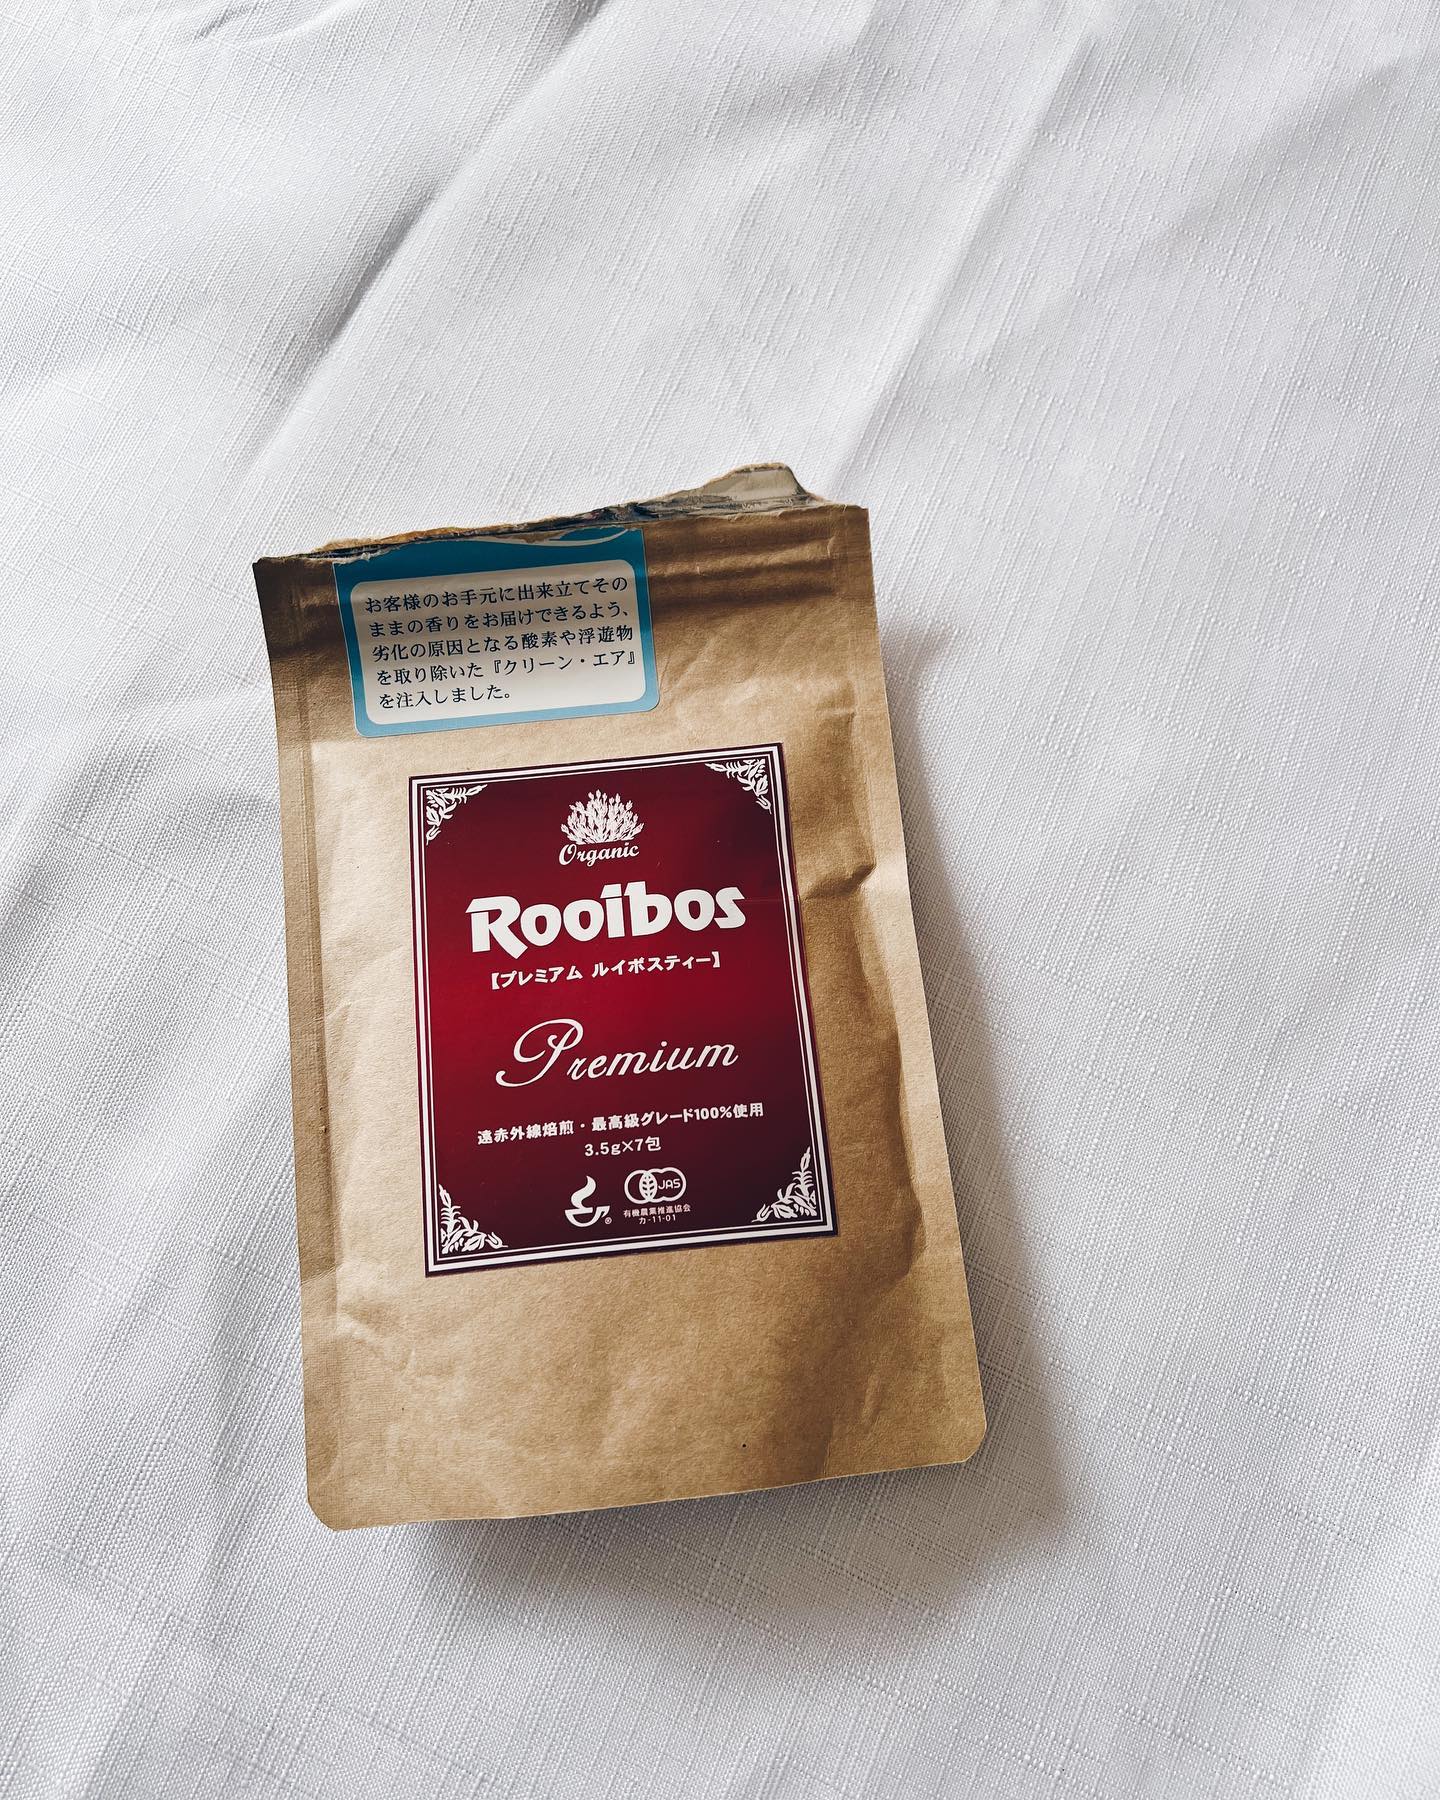 お客様のお手元に出来立てその
ままの香りをお届けできるよう、
劣化の原因となる酸素や浮遊物
を取り除いた『クリーン・エア』
を注入しました。
Organic
Rooibos
【プレミアム ルイボスティー】
Premium
遠赤外線焙煎・最高級グレード100%使用
3.5g×7包
®
JAS
有機農業推進協会
カ-11-01